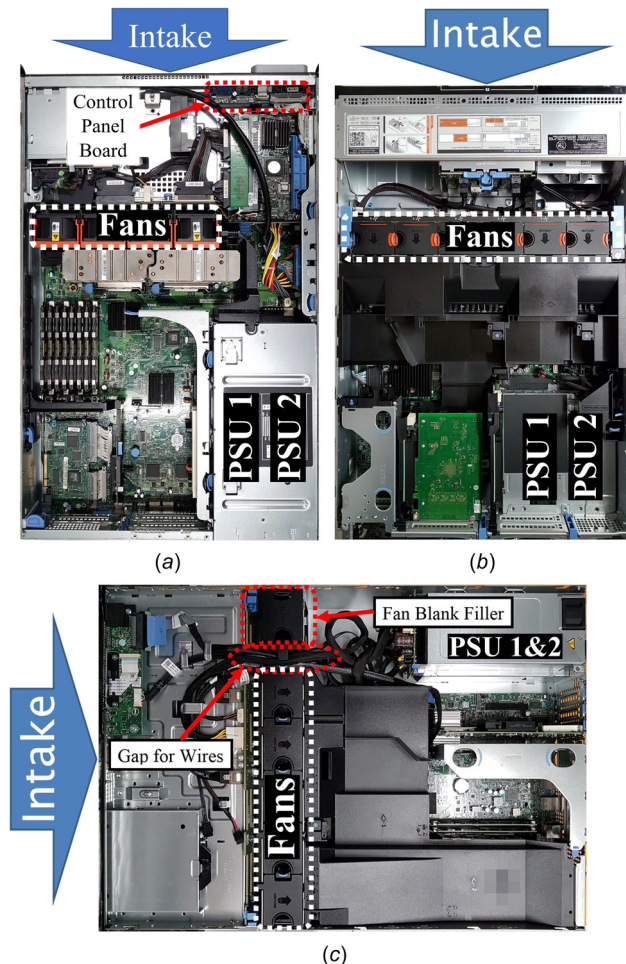 Intake
Control
Panel
Board
Fans
PSU 1
PSU 2
(a)
Intake
Fans
PSU 1
PSU 2
(b)
Intake
Fan Blank Filler
PSU 1&2
Gap for Wires
Fans
(c)